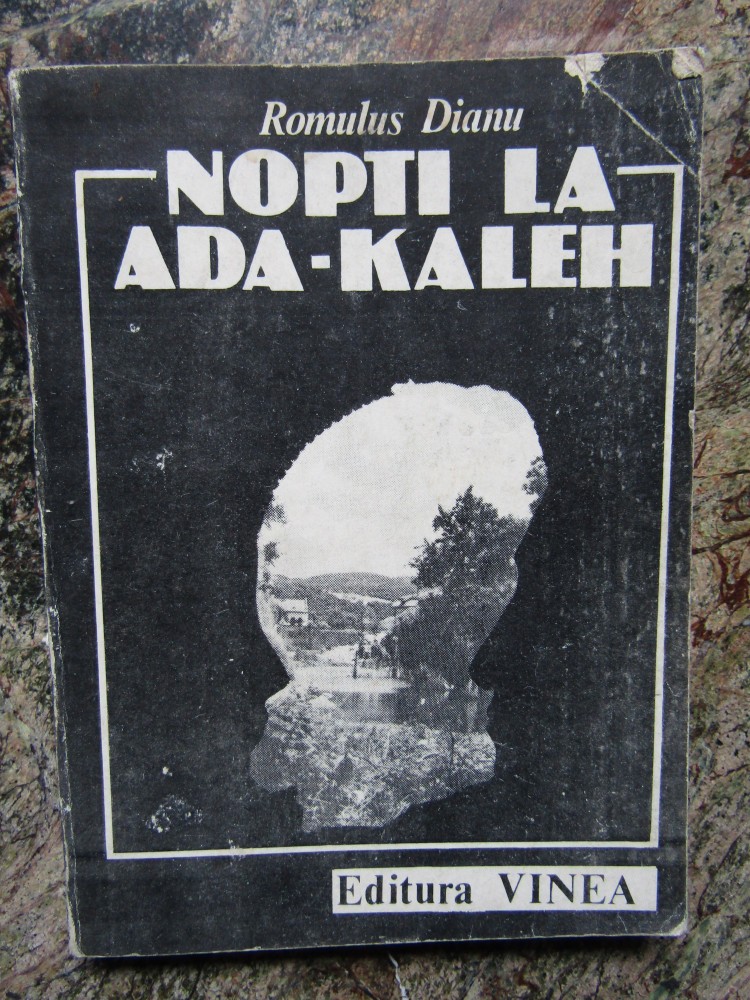 Romulus Dianu
NOPTI LA
ADA-KALEH
Editura VINEA